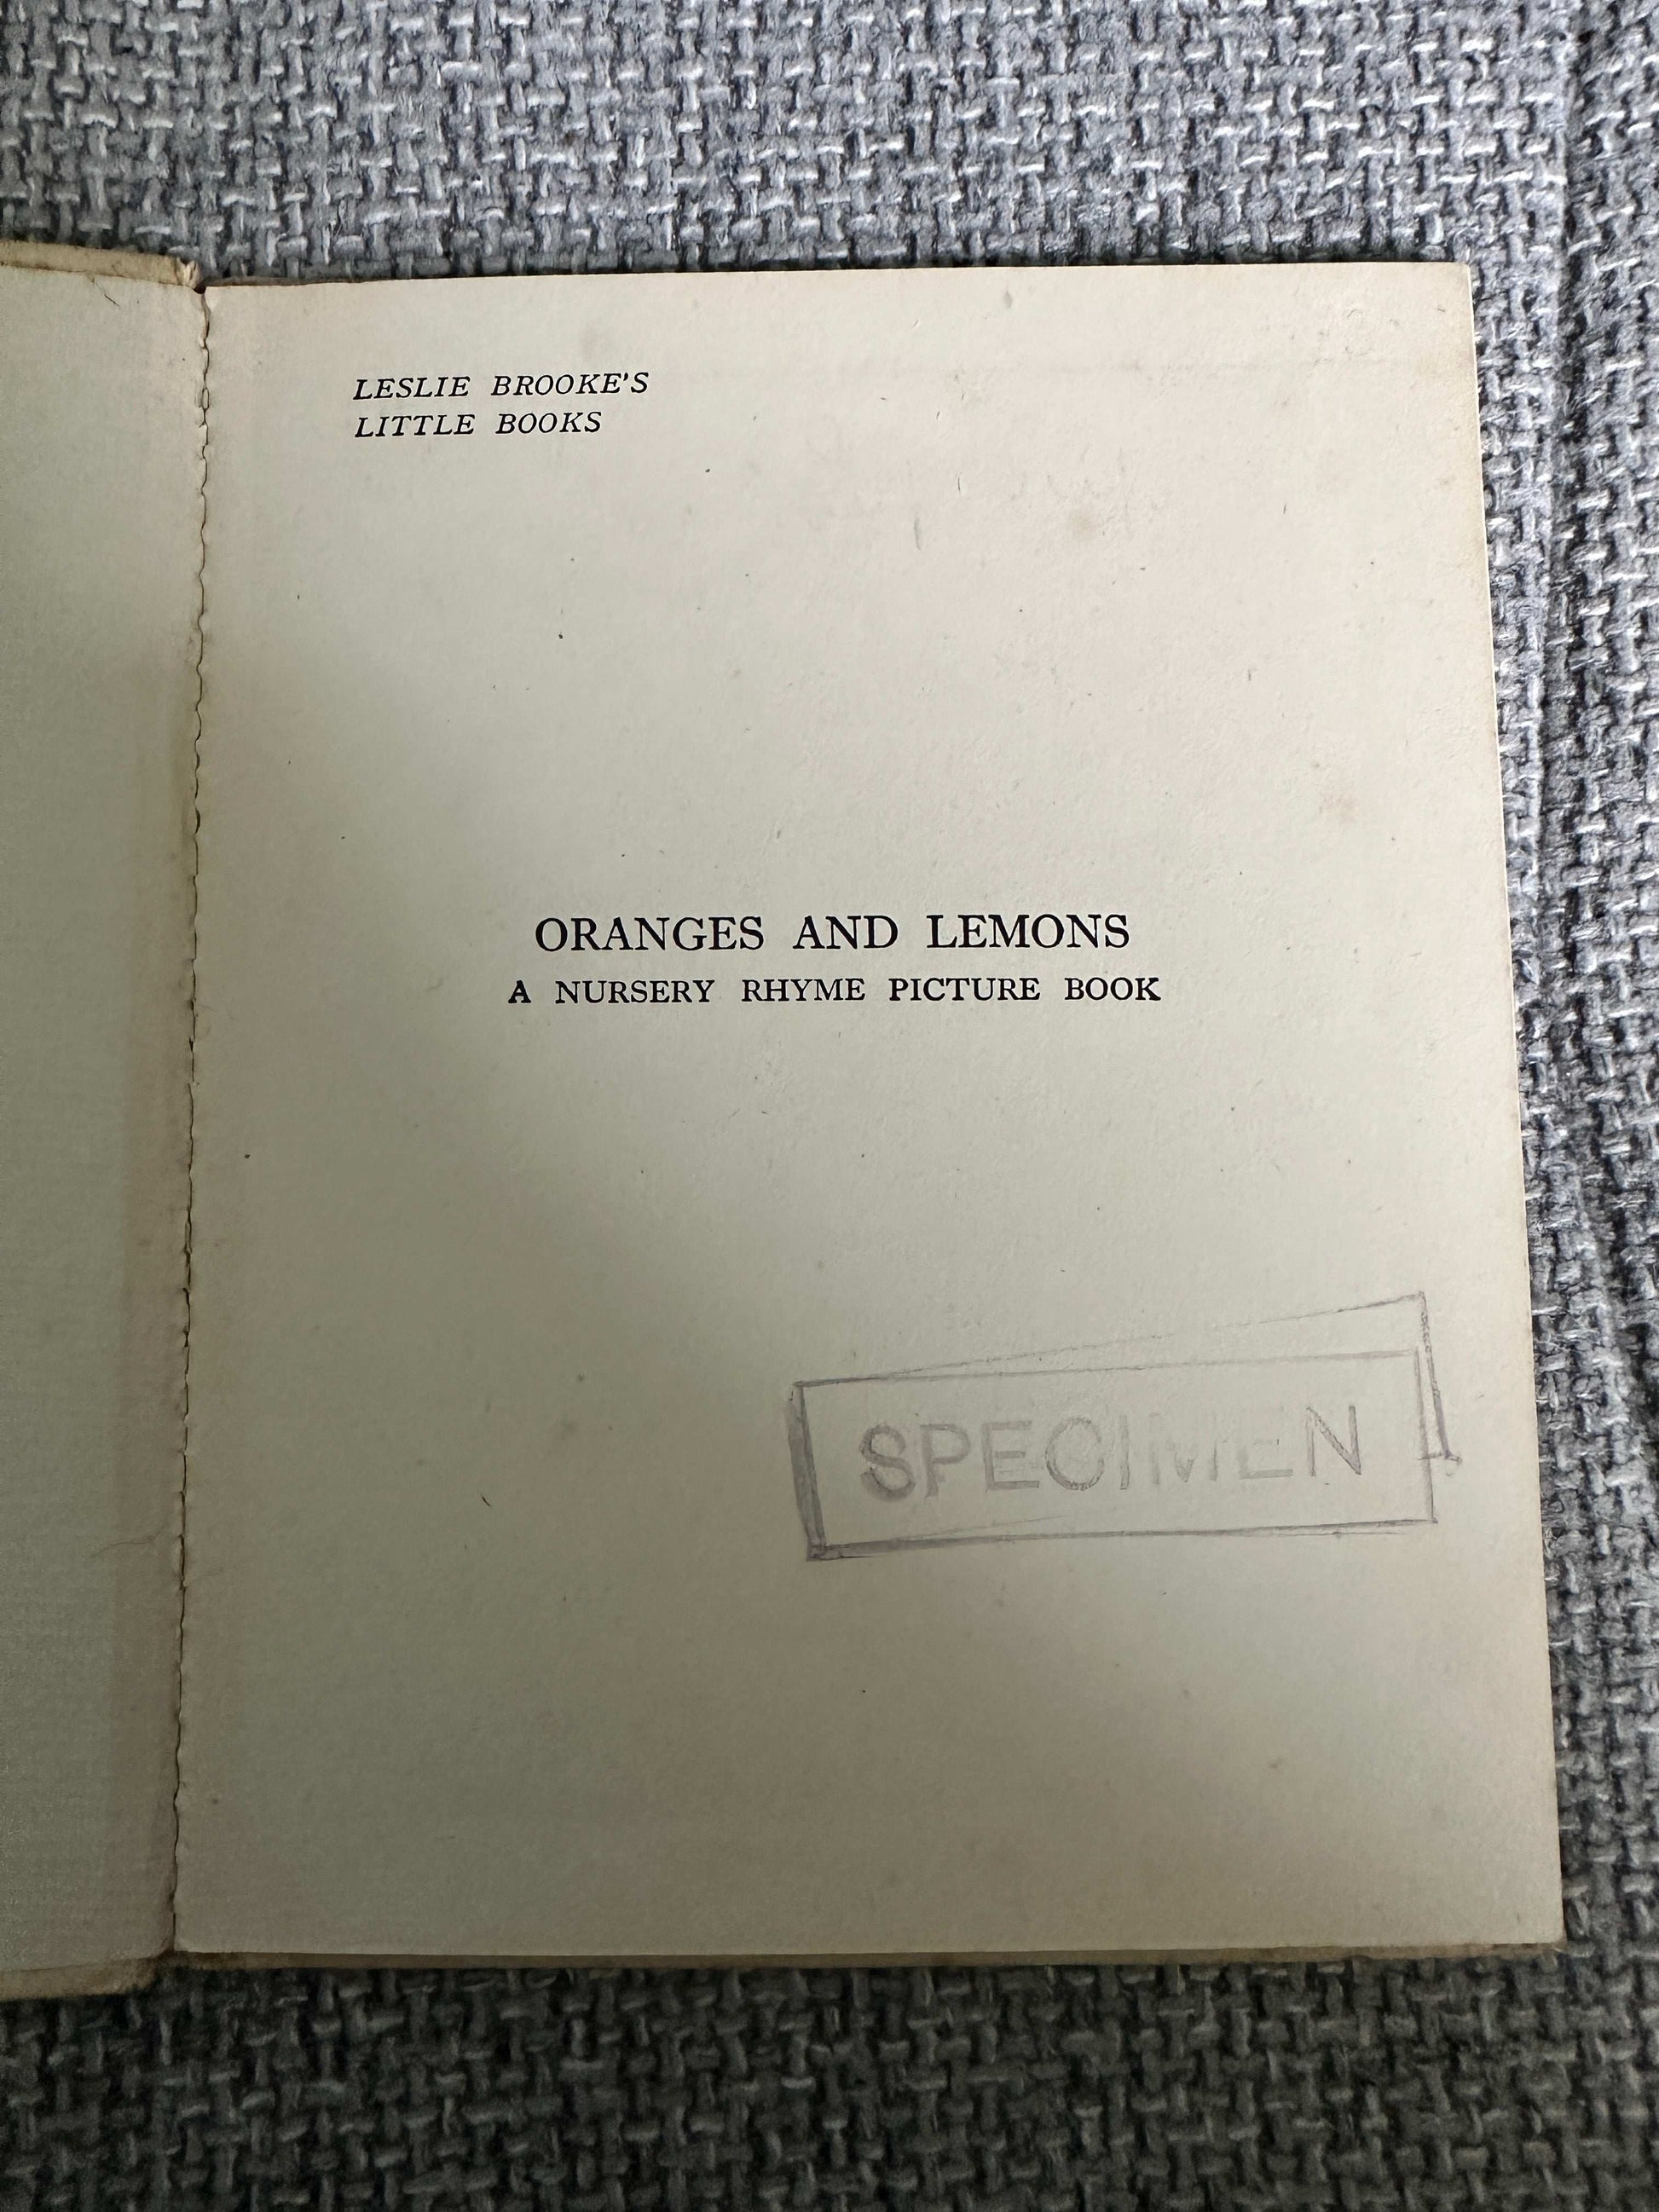 LESLIE BROOKE'S
LITTLE BOOKS
ORANGES AND LEMONS
A NURSERY RHYME PICTURE BOOK
SPECIMEN